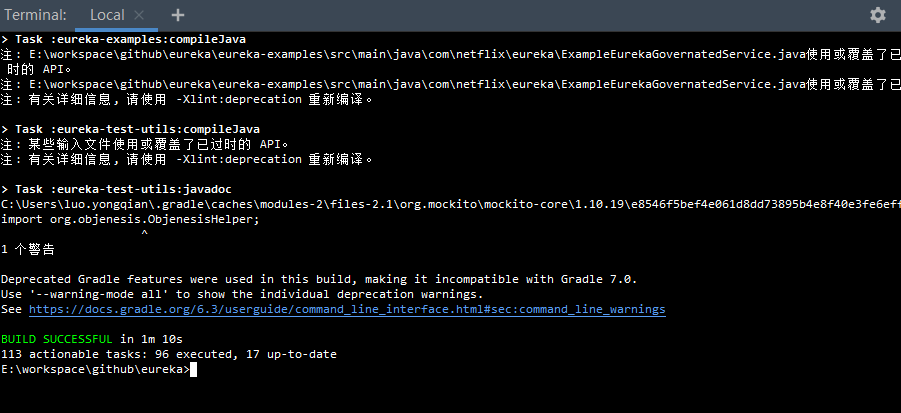 Terminal: Local × +
> Task :eureka-examples:compileJava
注: E:\workspace\github\eureka\eureka-examples\src\main\java\com\netflix\eureka\ExampleEurekaGovernatedService.java使用或覆盖了已
时的 API。
注: E:\workspace\github\eureka\eureka-examples\src\main\java\com\netflix\eureka\ExampleEurekaGovernatedService.java使用或覆盖了已
注: 有关详细信息, 请使用 -Xlint:deprecation 重新编译。
> Task :eureka-test-utils:compileJava
注: 某些输入文件使用或覆盖了已过时的 API。
注: 有关详细信息, 请使用 -Xlint:deprecation 重新编译。
> Task :eureka-test-utils:javadoc
C:\Users\luo.yongqian\.gradle\caches\modules-2\files-2.1\org.mockito\mockito-core\1.10.19\e8546f5bef4e061d8dd73895b4e8f40e3fe6eff
import org.objenesis.ObjenesisHelper;
^
1 个警告
Deprecated Gradle features were used in this build, making it incompatible with Gradle 7.0.
Use '--warning-mode all' to show the individual deprecation warnings.
See https://docs.gradle.org/6.3/userguide/command_line_interface.html#sec:command_line_warnings
BUILD SUCCESSFUL in 1m 10s
113 actionable tasks: 96 executed, 17 up-to-date
E:\workspace\github\eureka>